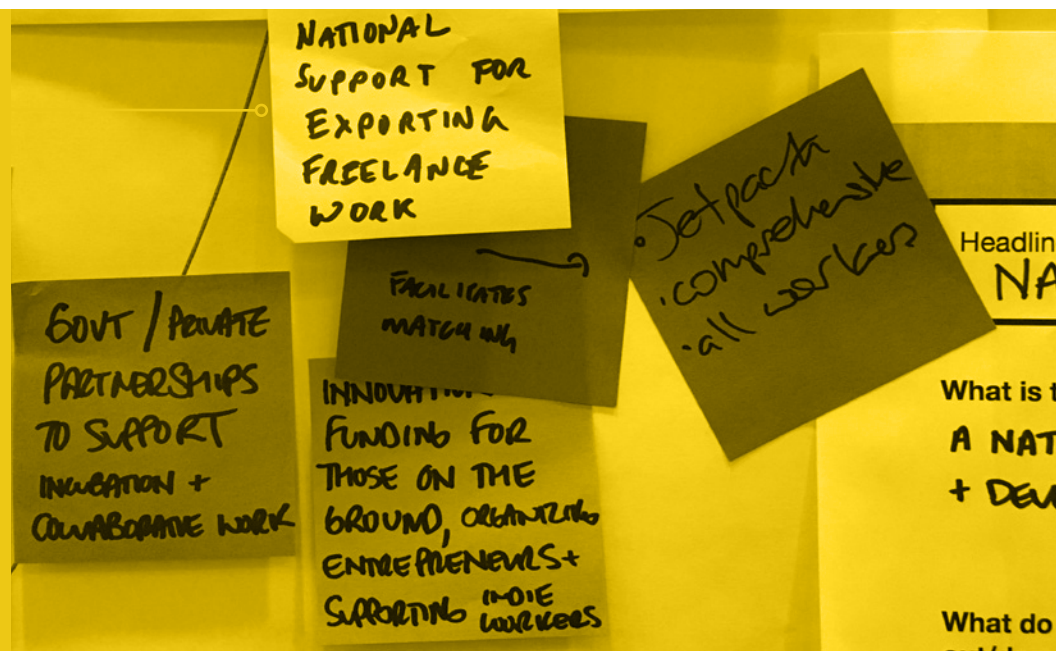 NATIONAL
SUPPORT FOR
EXPORTING
FREELANCE
WORK
GOVT / PRIVATE
PARTNERSHIPS
TO SUPPORT
INCUBATION +
COLLABORATIVE WORK
FACILITATES
MATCHING
INNOVATION
FUNDING FOR
THOSE ON THE
GROUND, ORGANIZING
ENTREPRENEURS +
SUPPORTING INDIE
WORKERS
comprehensive
all workers
Headlin
NA
What is t
A NAT
+ DEV
What do